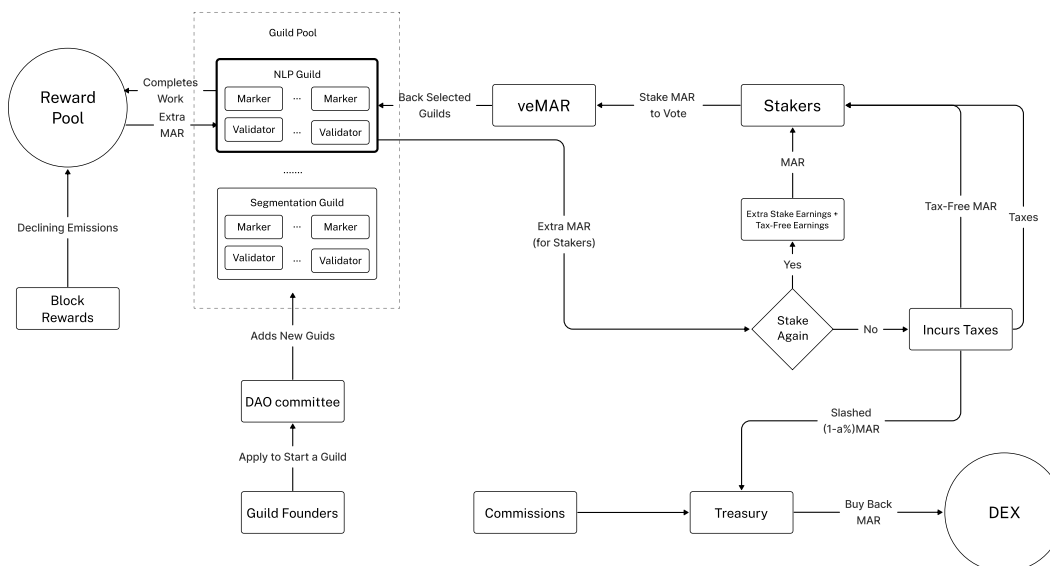 Guild Pool
NLP Guild
Marker
...
Marker
Validator
...
Validator
.......
Segmentation Guild
Marker
...
Marker
Validator
...
Validator
Reward
Pool
Completes
Work
Extra
MAR
Declining Emissions
Block
Rewards
Adds New Guids
DAO committee
Apply to Start a Guild
Guild Founders
Back Selected
Guilds
veMAR
Stake MAR
to Vote
Stakers
MAR
Extra Stake Earnings +
Tax-Free Earnings
Yes
Extra MAR
(for Stakers)
Stake
Again
No
Incurs Taxes
Tax-Free MAR
Taxes
Slashed
(1-a%)MAR
Commissions
Treasury
Buy Back
MAR
DEX